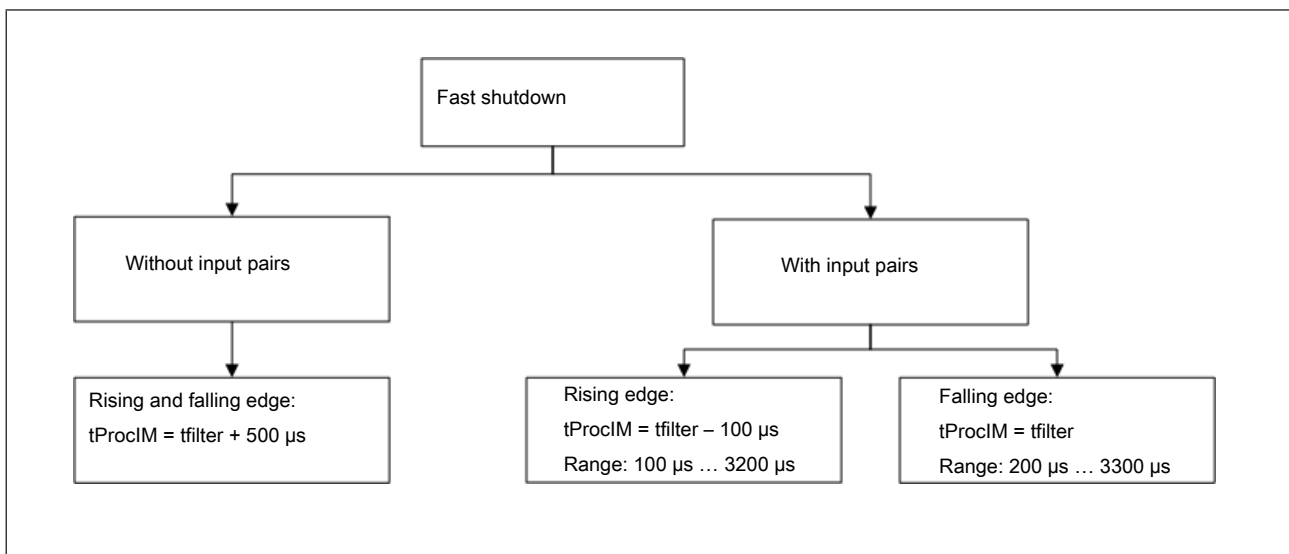 Fast shutdown
Without input pairs
With input pairs
Rising and falling edge:
tProcIM = tfilter + 500 µs
Rising edge:
tProcIM = tfilter – 100 µs
Range: 100 µs … 3200 µs
Falling edge:
tProcIM = tfilter
Range: 200 µs … 3300 µs